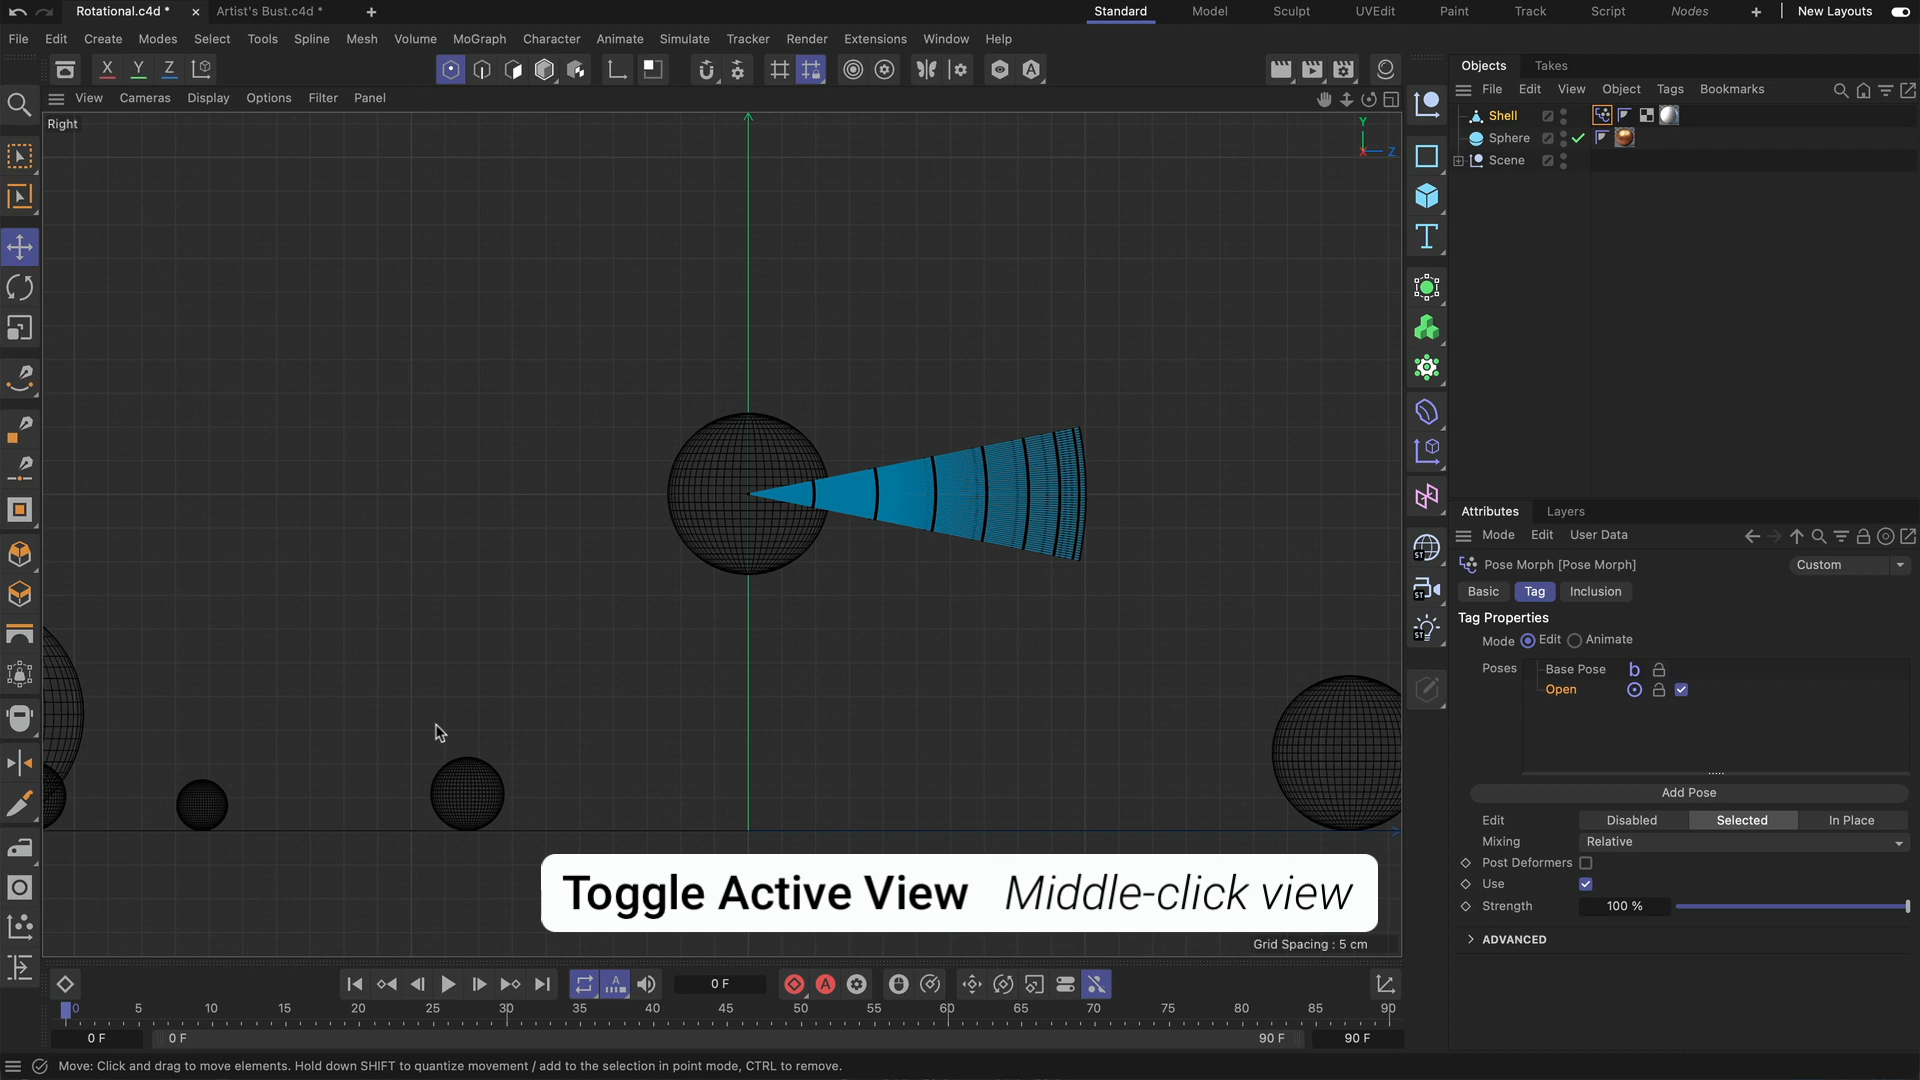 Rotational.c4d *
Artist's Bust.c4d *
Standard
Model
Sculpt
UVEdit
Paint
Track
Script
Nodes
New Layouts
File Edit Create Modes Select Tools Spline Mesh Volume MoGraph Character Animate Simulate Tracker Render Extensions Window Help
X Y Z
Objects Takes
File Edit View Object Tags Bookmarks
View Cameras Display Options Filter Panel
Right
Y
X
Z
Shell
Sphere
Scene
Attributes Layers
Mode Edit User Data
Pose Morph [Pose Morph]
Custom
Basic Tag Inclusion
Tag Properties
Mode Edit Animate
Poses
Base Pose b
Open
Add Pose
Edit Disabled Selected In Place
Mixing Relative
Post Deformers
Use
Strength 100 %
ADVANCED
ST
ST
ST
Toggle Active View Middle-click view
Grid Spacing : 5 cm
0 F
0 5 10 15 20 25 30 35 40 45 50 55 60 65 70 75 80 85 90
0 F 0 F 90 F 90 F
Move: Click and drag to move elements. Hold down SHIFT to quantize movement / add to the selection in point mode, CTRL to remove.